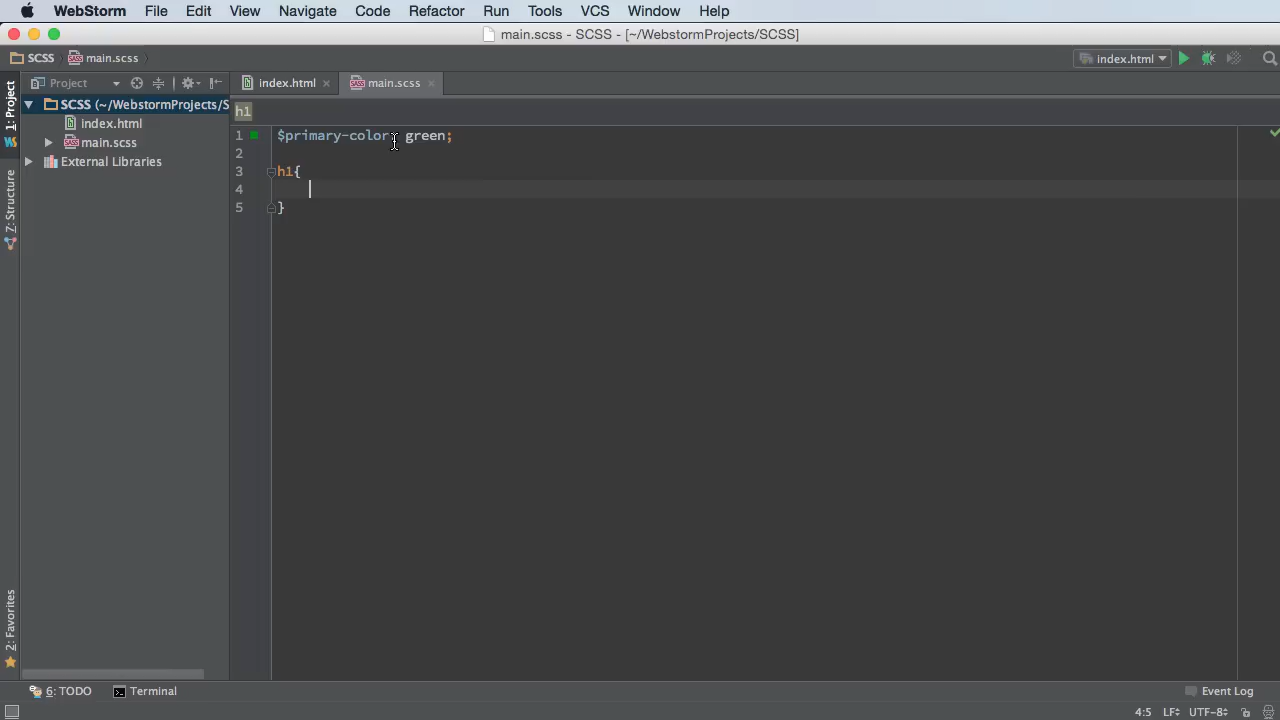 WebStorm File Edit View Navigate Code Refactor Run Tools VCS Window Help
main.scss - SCSS - [~/WebstormProjects/SCSS]
SCSS main.scss index.html
1: Project
Project
index.html main.scss
SCSS (~/WebstormProjects/S
index.html
main.scss
External Libraries
Z: Structure
2: Favorites
h1
1 $primary-color: green;
2
3 h1{
4
5 }
6: TODO Terminal Event Log
4:5 LF UTF-8